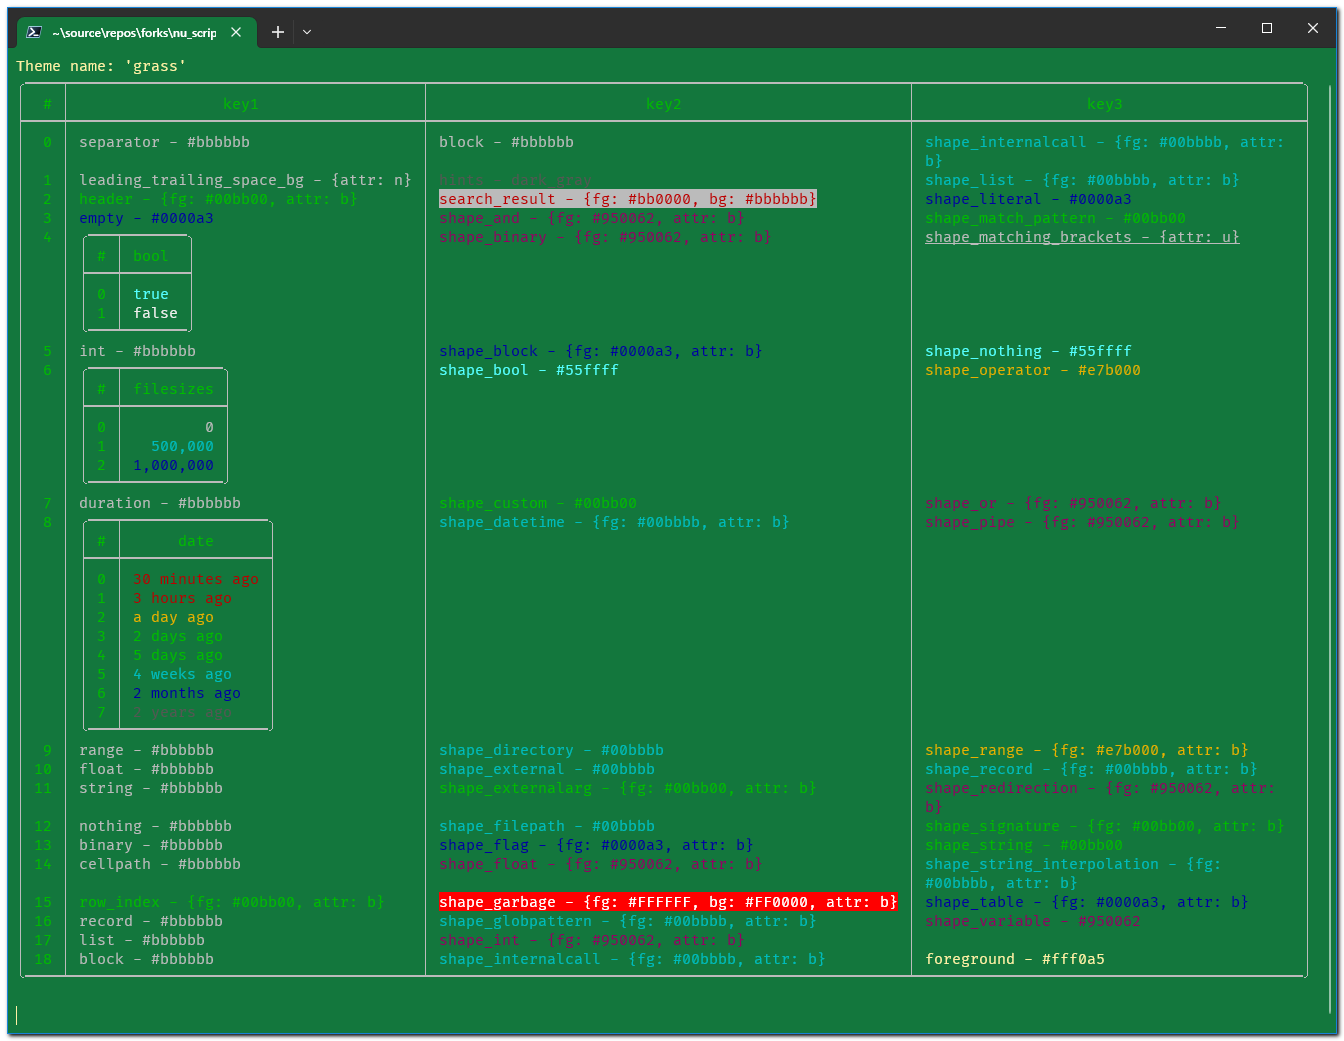 ~\source\repos\forks\nu_scrip
Theme name: 'grass'
# key1 key2 key3
0 separator - #bbbbbb block - #bbbbbb shape_internalcall - {fg: #00bbbb, attr:
b}
1 leading_trailing_space_bg - {attr: n} hints - dark_gray shape_list - {fg: #00bbbb, attr: b}
2 header - {fg: #00bb00, attr: b} search_result - {fg: #bb0000, bg: #bbbbbb} shape_literal - #0000a3
3 empty - #0000a3 shape_and - {fg: #950062, attr: b} shape_match_pattern - #00bb00
4 shape_binary - {fg: #950062, attr: b} shape_matching_brackets - {attr: u}
# bool
0 true
1 false
5 int - #bbbbbb shape_block - {fg: #0000a3, attr: b} shape_nothing - #55ffff
6 shape_bool - #55ffff shape_operator - #e7b000
# filesizes
0 0
1 500,000
2 1,000,000
7 duration - #bbbbbb shape_custom - #00bb00 shape_or - {fg: #950062, attr: b}
8 shape_datetime - {fg: #00bbbb, attr: b} shape_pipe - {fg: #950062, attr: b}
# date
0 30 minutes ago
1 3 hours ago
2 a day ago
3 2 days ago
4 5 days ago
5 4 weeks ago
6 2 months ago
7 2 years ago
9 range - #bbbbbb shape_directory - #00bbbb shape_range - {fg: #e7b000, attr: b}
10 float - #bbbbbb shape_external - #00bbbb shape_record - {fg: #00bbbb, attr: b}
11 string - #bbbbbb shape_externalarg - {fg: #00bb00, attr: b} shape_redirection - {fg: #950062, attr:
b}
12 nothing - #bbbbbb shape_filepath - #00bbbb shape_signature - {fg: #00bb00, attr: b}
13 binary - #bbbbbb shape_flag - {fg: #0000a3, attr: b} shape_string - #00bb00
14 cellpath - #bbbbbb shape_float - {fg: #950062, attr: b} shape_string_interpolation - {fg:
#00bbbb, attr: b}
15 row_index - {fg: #00bb00, attr: b} shape_garbage - {fg: #FFFFFF, bg: #FF0000, attr: b} shape_table - {fg: #0000a3, attr: b}
16 record - #bbbbbb shape_globpattern - {fg: #00bbbb, attr: b} shape_variable - #950062
17 list - #bbbbbb shape_int - {fg: #950062, attr: b}
18 block - #bbbbbb shape_internalcall - {fg: #00bbbb, attr: b} foreground - #fff0a5